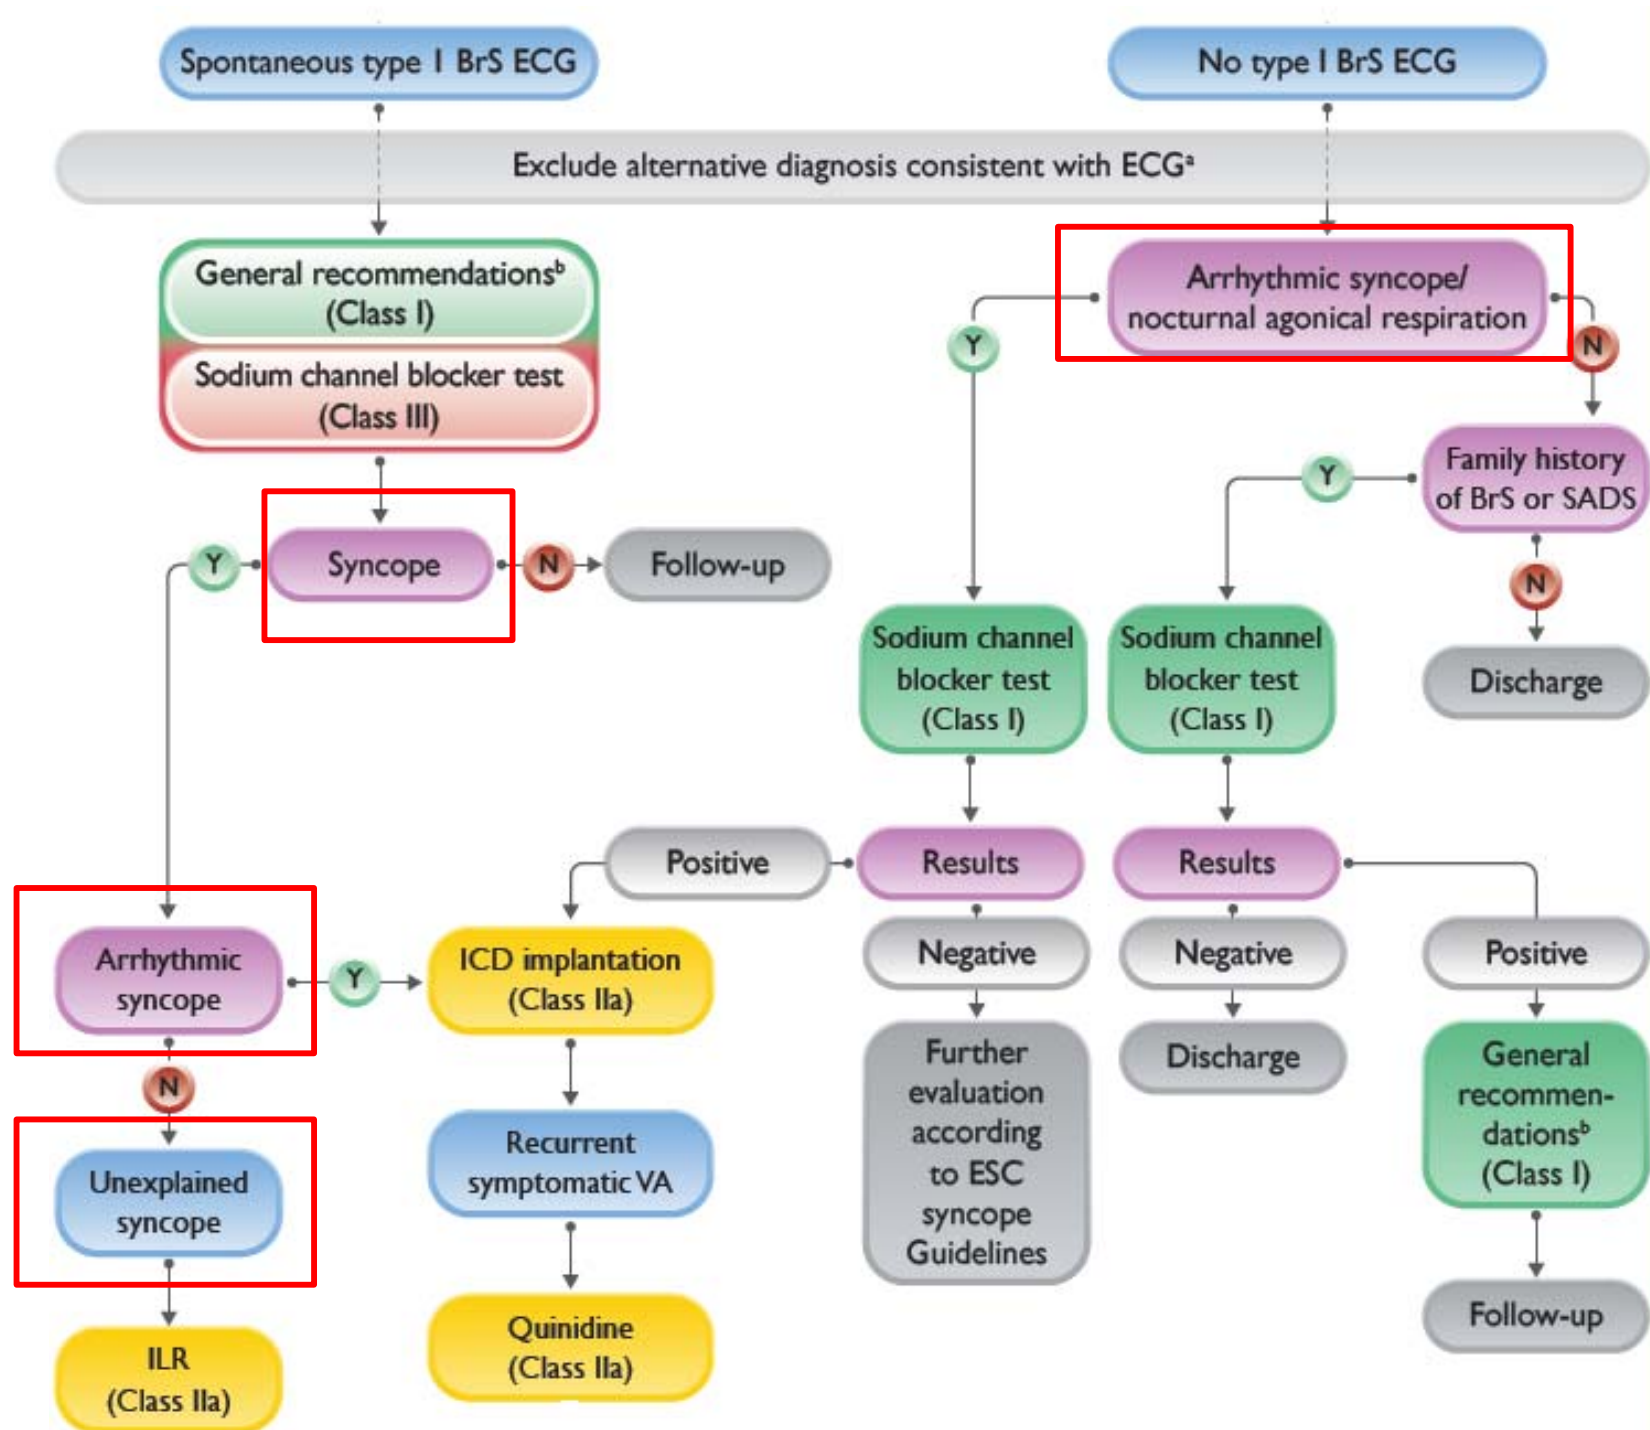 Spontaneous type 1 BrS ECG
No type I BrS ECG
Exclude alternative diagnosis consistent with ECGᵃ
General recommendationsᵇ
(Class I)
Sodium channel blocker test
(Class III)
Arrhythmic syncope/
nocturnal agonical respiration
Y
N
Family history
of BrS or SADS
Y
N
Discharge
Syncope
Y
N
Follow-up
Sodium channel
blocker test
(Class I)
Sodium channel
blocker test
(Class I)
Positive
Results
Results
Negative
Negative
Positive
Arrhythmic
syncope
Y
ICD implantation
(Class IIa)
Further
evaluation
according
to ESC
syncope
Guidelines
Discharge
General
recommen-
dationsᵇ
(Class I)
N
Unexplained
syncope
Recurrent
symptomatic VA
ILR
(Class IIa)
Quinidine
(Class IIa)
Follow-up